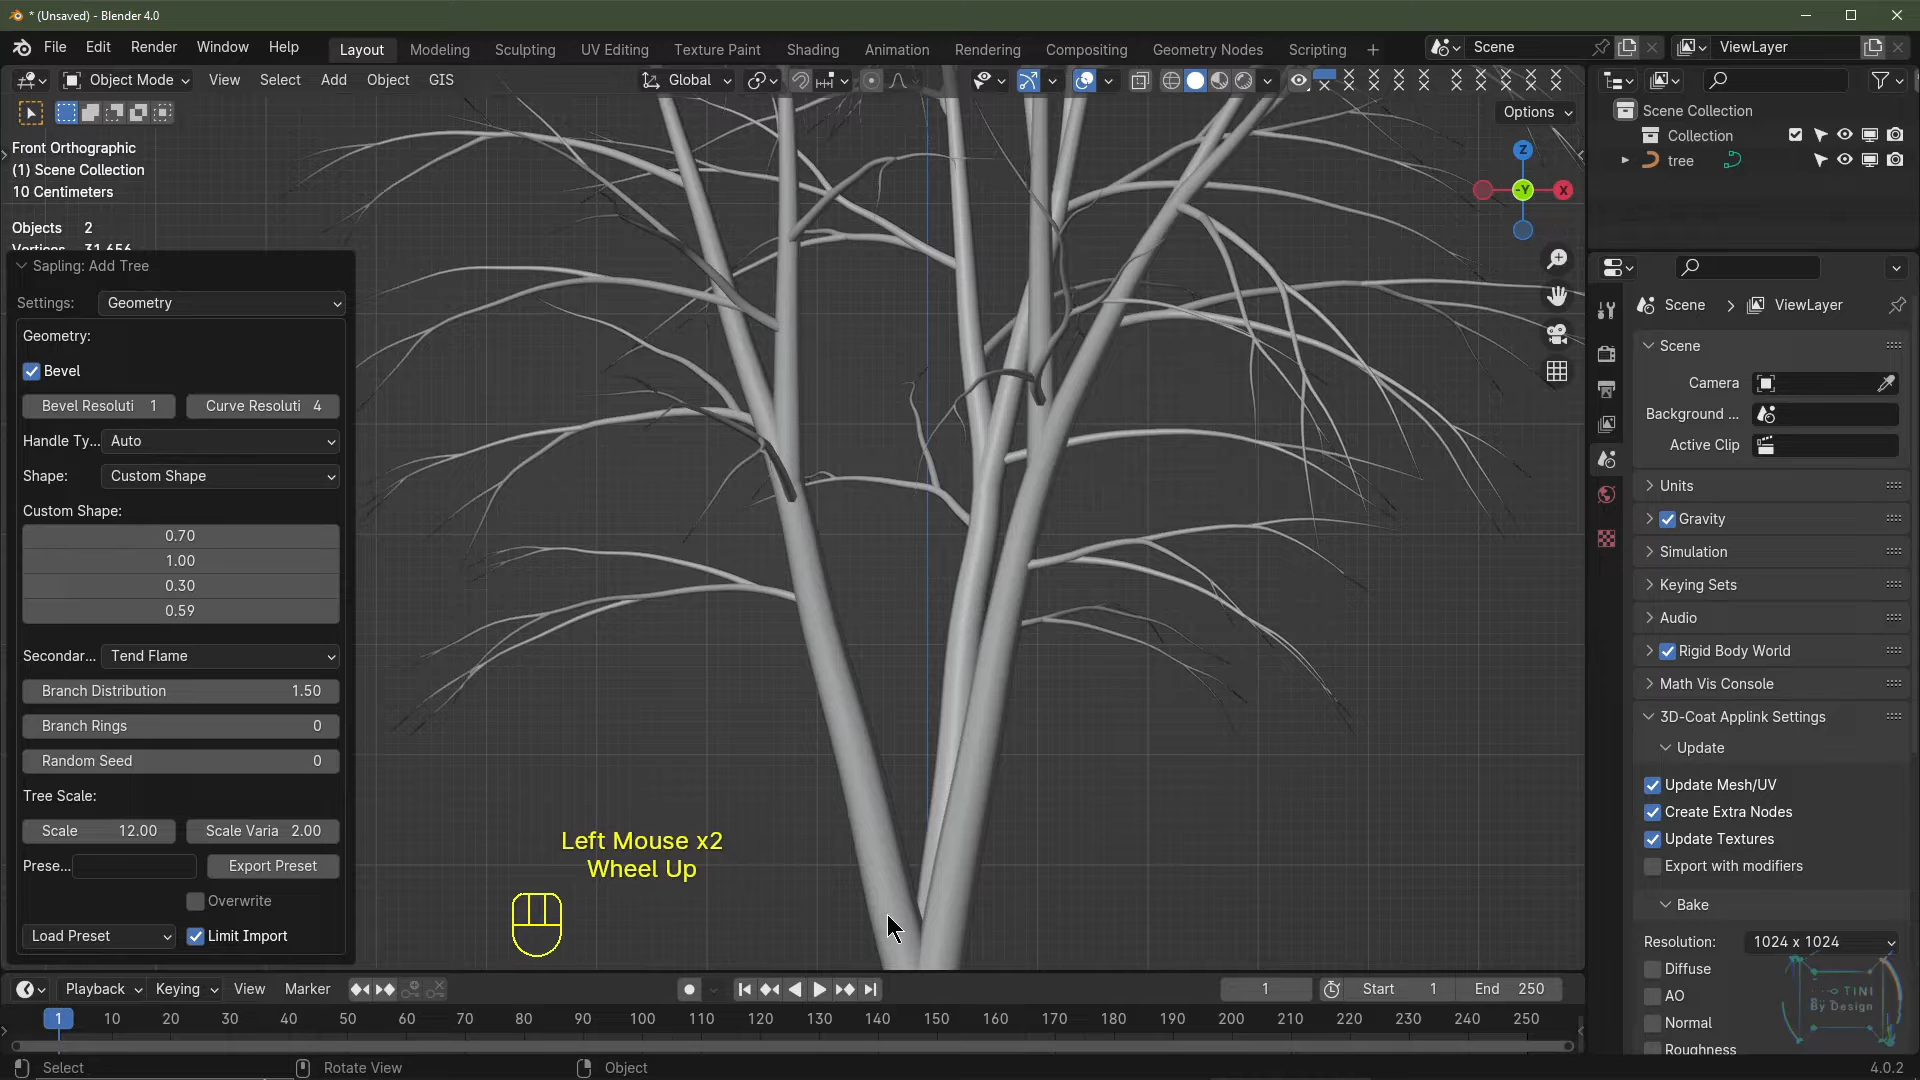 * (Unsaved) - Blender 4.0
File Edit Render Window Help Layout Modeling Sculpting UV Editing Texture Paint Shading Animation Rendering Compositing Geometry Nodes Scripting + Scene ViewLayer
Object Mode View Select Add Object GIS Global
Options
Front Orthographic
(1) Scene Collection
10 Centimeters
Objects 2
Vertices 31,656
Sapling: Add Tree
Settings: Geometry
Geometry:
Bevel
Bevel Resoluti 1 Curve Resoluti 4
Handle Ty... Auto
Shape: Custom Shape
Custom Shape:
0.70
1.00
0.30
0.59
Secondar... Tend Flame
Branch Distribution 1.50
Branch Rings 0
Random Seed 0
Tree Scale:
Scale 12.00 Scale Varia 2.00
Prese... Export Preset
Overwrite
Load Preset Limit Import
Z
-Y X
Left Mouse x2
Wheel Up
Scene Collection
Collection
tree
Scene > ViewLayer
Scene
Camera
Background ...
Active Clip
Units
Gravity
Simulation
Keying Sets
Audio
Rigid Body World
Math Vis Console
3D-Coat Applink Settings
Update
Update Mesh/UV
Create Extra Nodes
Update Textures
Export with modifiers
Bake
Resolution: 1024 x 1024
Diffuse
AO
Normal
Roughness
TINI
By Design
Playback Keying View Marker 1 Start 1 End 250
1 10 20 30 40 50 60 70 80 90 100 110 120 130 140 150 160 170 180 190 200 210 220 230 240 250
Select Rotate View Object 4.0.2